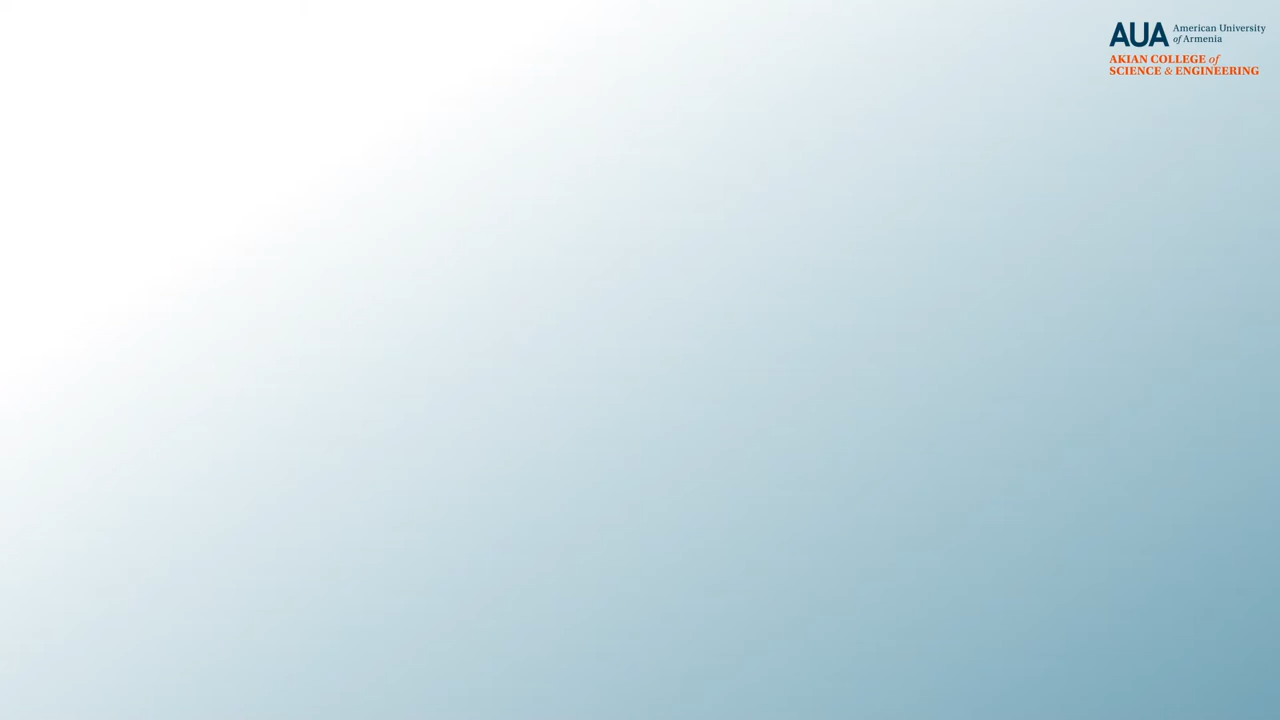 AUA American University
of Armenia
AKIAN COLLEGE of
SCIENCE & ENGINEERING